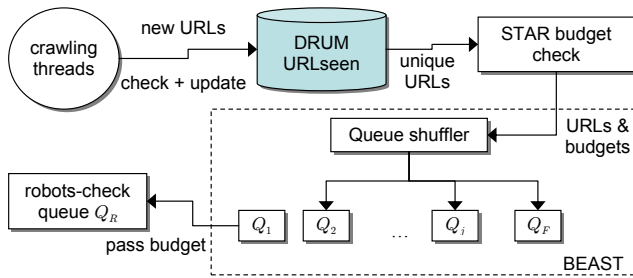 crawling
threads
new URLs
check + update
DRUM
URLseen
unique
URLs
STAR budget
check
Queue shuffler
URLs &
budgets
robots-check
queue Q_R
pass budget
Q_1
Q_2
...
Q_j
Q_F
BEAST